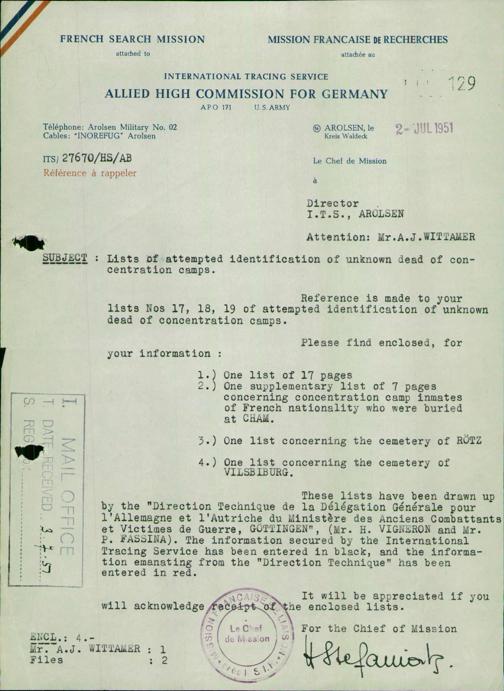 FRENCH SEARCH MISSION
attached to
MISSION FRANCAISE DE RECHERCHES
attachée au
INTERNATIONAL TRACING SERVICE
ALLIED HIGH COMMISSION FOR GERMANY
APO 171 U.S. ARMY
129
Téléphone: Arolsen Military No. 02
Cables: "INOREFUG" Arolsen
AROLSEN, le 2- JUL 1951
Kreis Waldeck
ITS/ 27670/HS/AB
Référence à rappeler
Le Chef de Mission
à
Director
I.T.S., AROLSEN
Attention: Mr.A.J.WITTAMER
SUBJECT : Lists of attempted identification of unknown dead of con-
centration camps.
Reference is made to your
lists Nos 17, 18, 19 of attempted identification of unknown
dead of concentration camps.
Please find enclosed, for
your information :
1.) One list of 17 pages
2.) One supplementary list of 7 pages
concerning concentration camp inmates
of French nationality who were buried
at CHAM.
3.) One list concerning the cemetery of RÖTZ
4.) One list concerning the cemetery of
VILSBIBURG.
These lists have been drawn up
by the "Direction Technique de la Délégation Générale pour
l'Allemagne et l'Autriche du Ministère des Anciens Combattants
et Victimes de Guerre, GÖTTINGEN", (Mr. H. VIGNERON and Mr.
P. FASSINA). The information secured by the International
Tracing Service has been entered in black, and the informa-
tion emanating from the "Direction Technique" has been
entered in red.
It will be appreciated if you
will acknowledge receipt of the enclosed lists.
For the Chief of Mission
ENCL.: 4.-
Mr. A.J. WITTAMER : 1
Files : 2
Le Chef
de Mission
I. MAIL OFFICE
T. DATE RECEIVED
S.